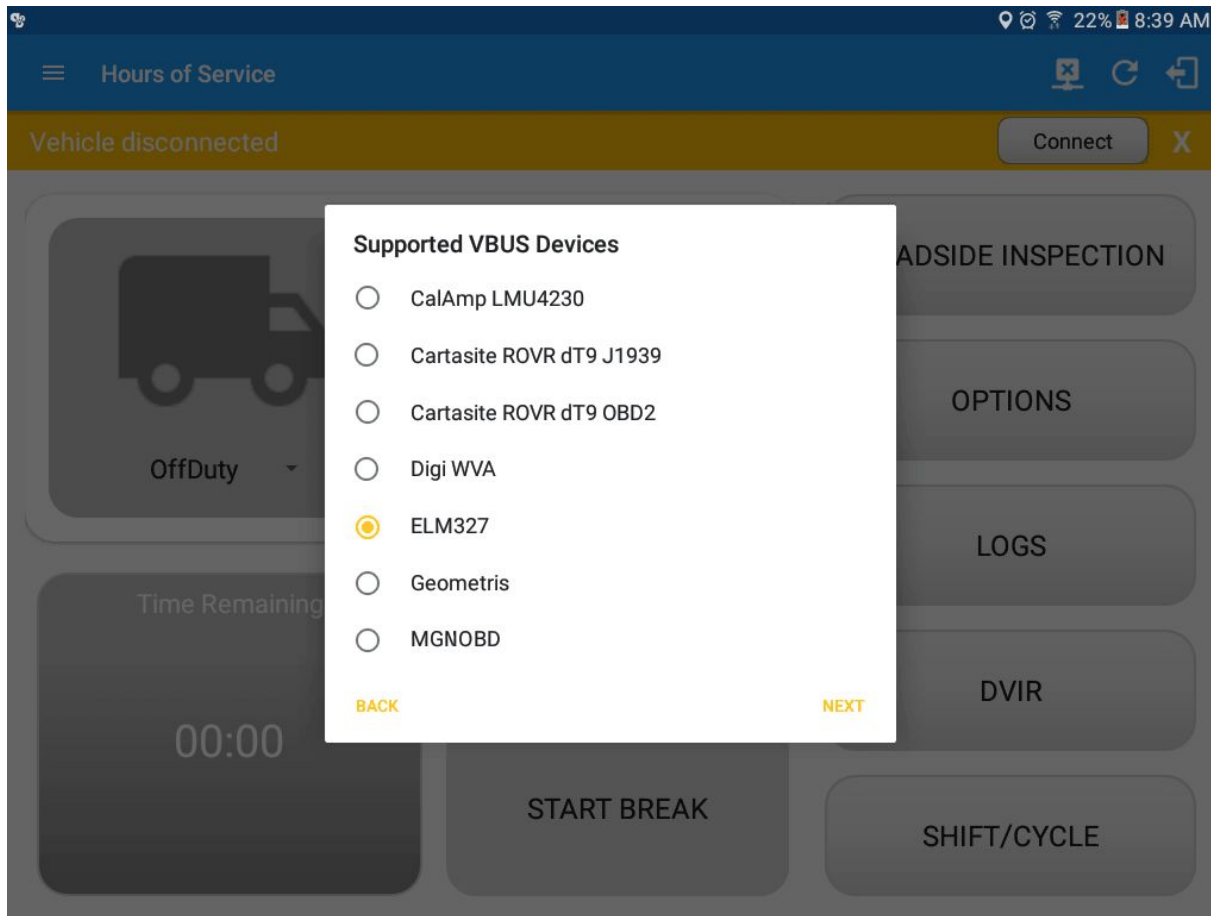 22% 8:39 AM
Hours of Service
Vehicle disconnected
Connect
X
Supported VBUS Devices
CalAmp LMU4230
Cartasite ROVR dT9 J1939
Cartasite ROVR dT9 OBD2
Digi WVA
ELM327
Geometris
MGNOBD
BACK
NEXT
OffDuty
Time Remaining
00:00
START BREAK
ADSIDE INSPECTION
OPTIONS
LOGS
DVIR
SHIFT/CYCLE